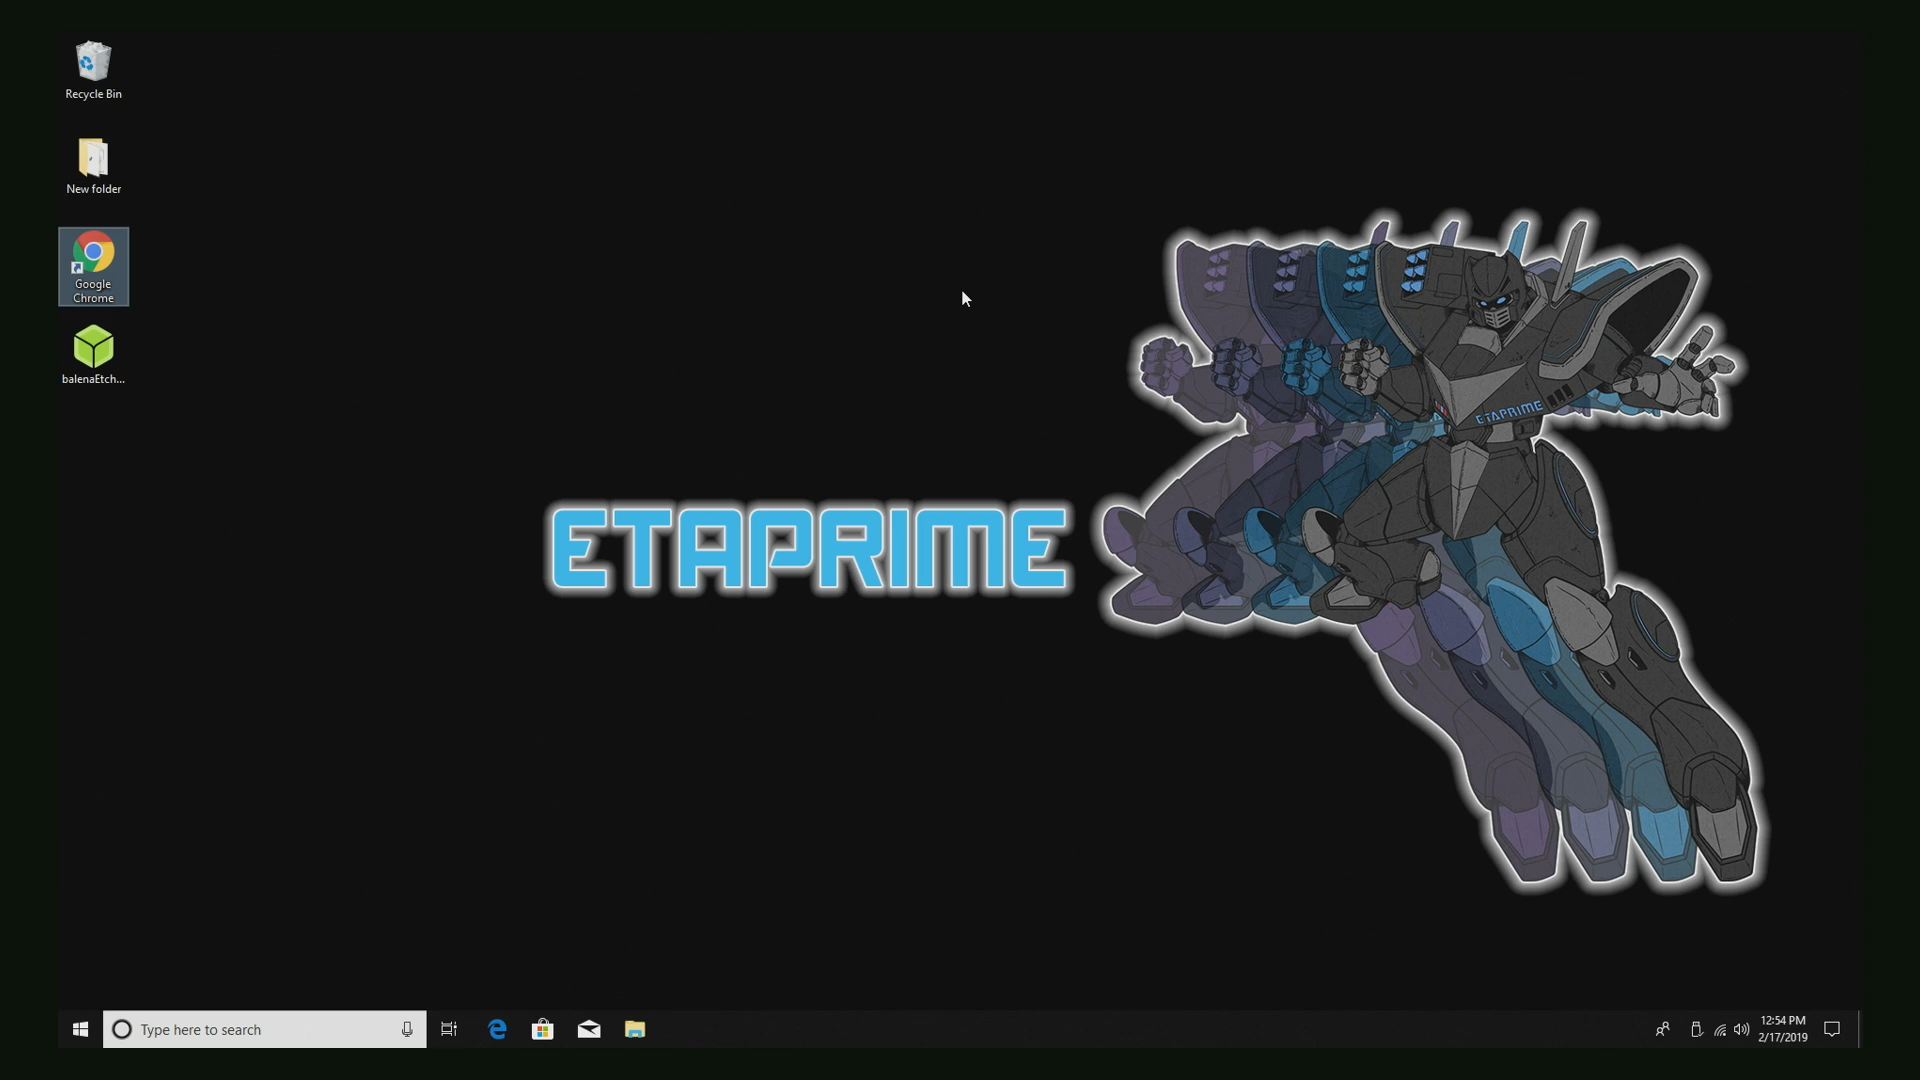 Recycle Bin
New folder
Google
Chrome
balenaEtch...
ETAPRIME
ETAPRIME
Type here to search
12:54 PM
2/17/2019